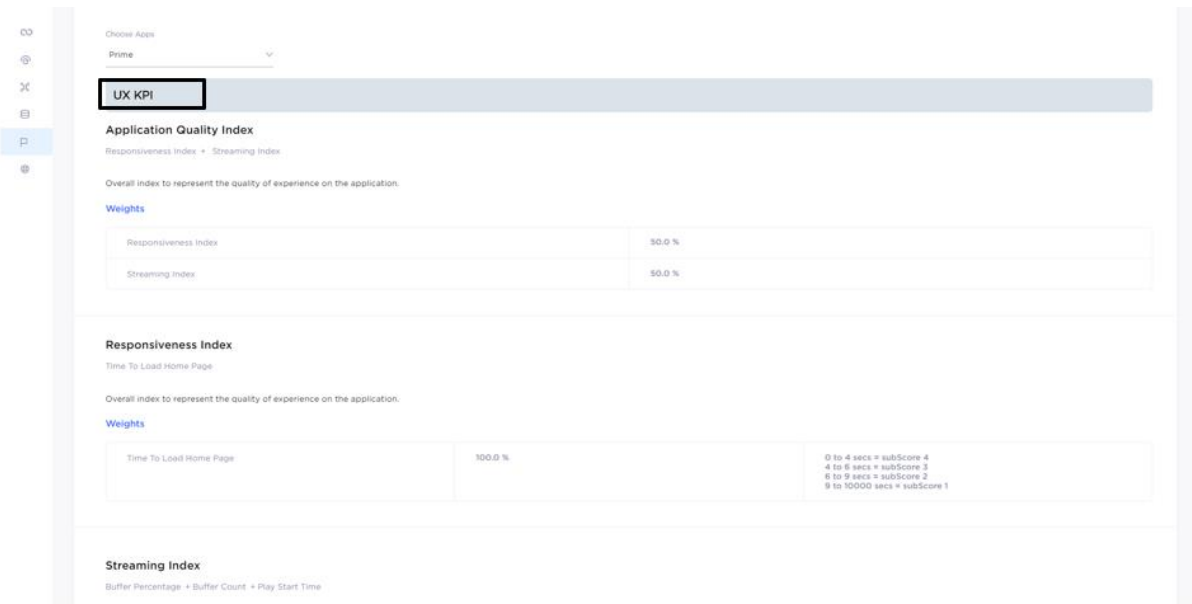 Choose Apps
Prime
UX KPI
Application Quality Index
Responsiveness Index + Streaming Index
Overall index to represent the quality of experience on the application.
Weights
Responsiveness Index 50.0 %
Streaming Index 50.0 %
Responsiveness Index
Time To Load Home Page
Overall index to represent the quality of experience on the application.
Weights
Time To Load Home Page 100.0 % 0 to 4 secs = subScore 4
4 to 6 secs = subScore 3
6 to 9 secs = subScore 2
9 to 10000 secs = subScore 1
Streaming Index
Buffer Percentage + Buffer Count + Play Start Time